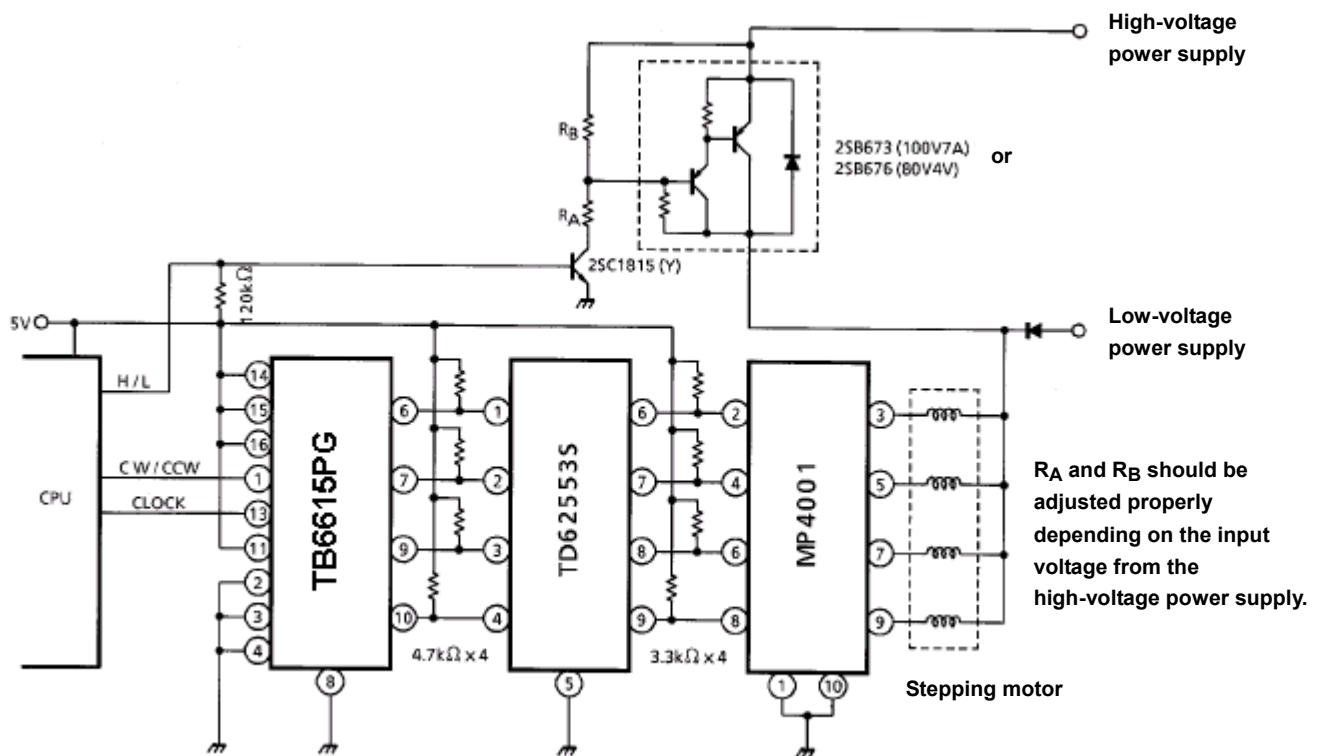 High-voltage
power supply
RB
2SB673 (100V7A) or
2SB676 (80V4V)
RA
2SC1815 (Y)
120kΩ
5V
Low-voltage
power supply
H / L
CW / CCW
CLOCK
CPU
14
15
16
1
13
11
2
3
4
TB6615PG
6
7
9
10
8
4.7kΩ x 4
1
2
3
4
TD62553S
6
7
8
9
5
3.3kΩ x 4
2
4
6
8
MP4001
3
5
7
9
1
10
Stepping motor
RA and RB should be
adjusted properly
depending on the input
voltage from the
high-voltage power supply.